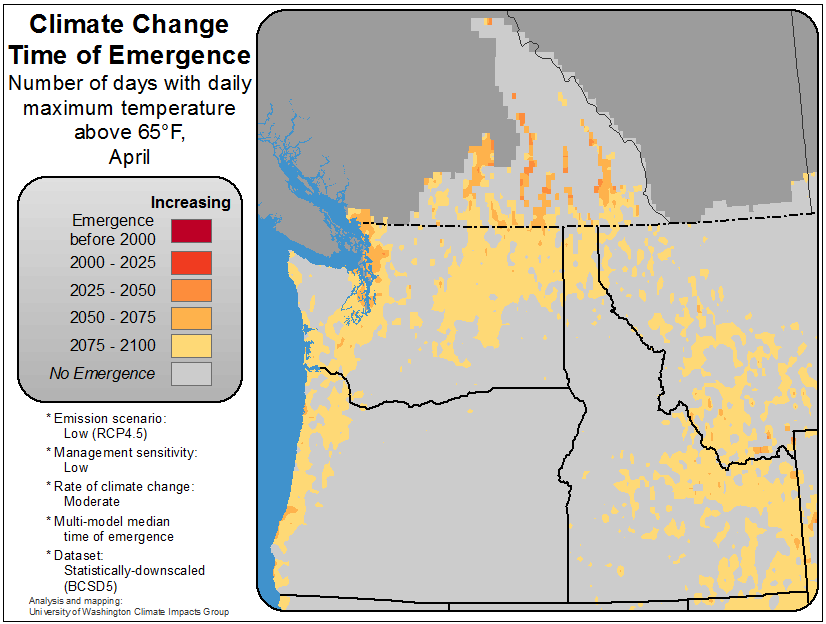 Climate Change
Time of Emergence
Number of days with daily
maximum temperature
above 65°F,
April
Increasing
Emergence
before 2000
2000 - 2025
2025 - 2050
2050 - 2075
2075 - 2100
No Emergence
* Emission scenario:
Low (RCP4.5)
* Management sensitivity:
Low
* Rate of climate change:
Moderate
* Multi-model median
time of emergence
* Dataset:
Statistically-downscaled
(BCSD5)
Analysis and mapping:
University of Washington Climate Impacts Group